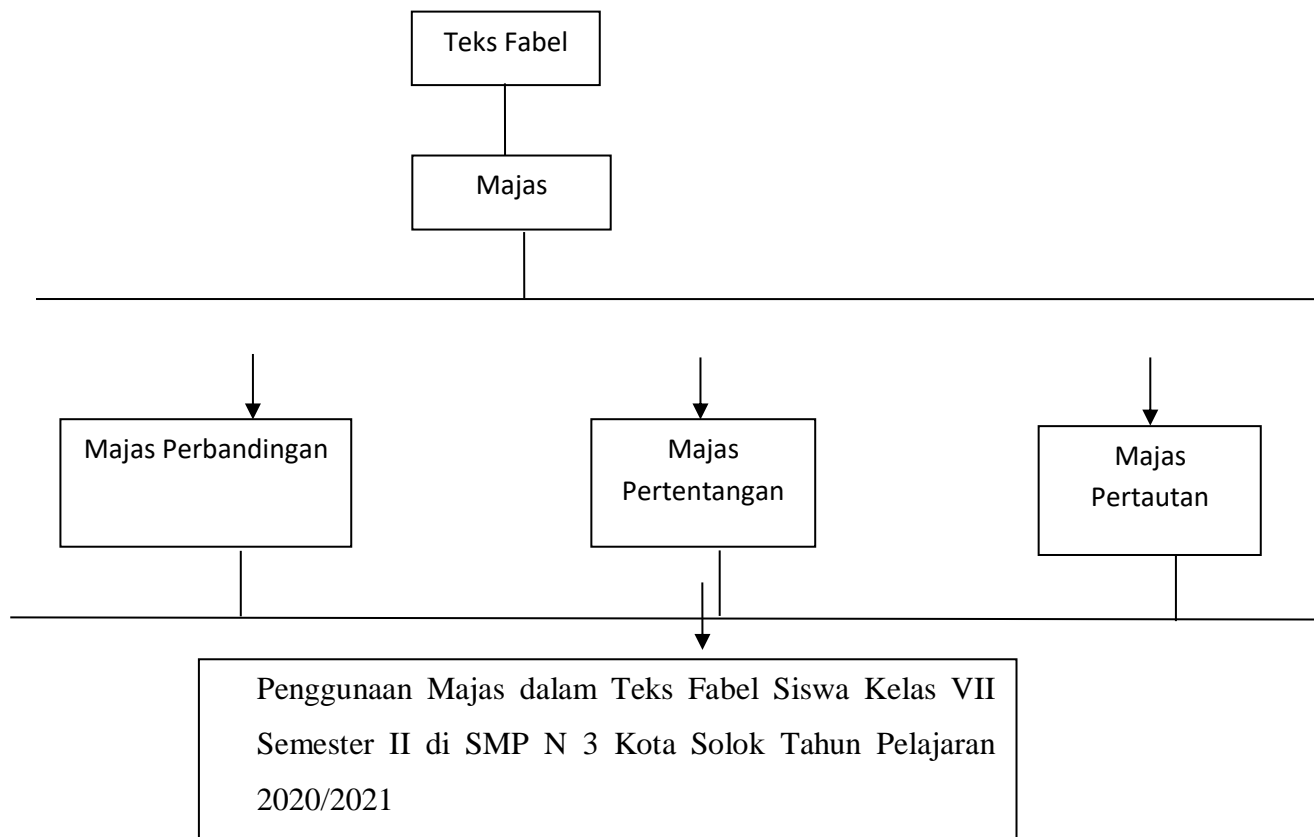 Teks Fabel
Majas
Majas Perbandingan
Majas
Pertentangan
Majas
Pertautan
Penggunaan Majas dalam Teks Fabel Siswa Kelas VII
Semester II di SMP N 3 Kota Solok Tahun Pelajaran
2020/2021